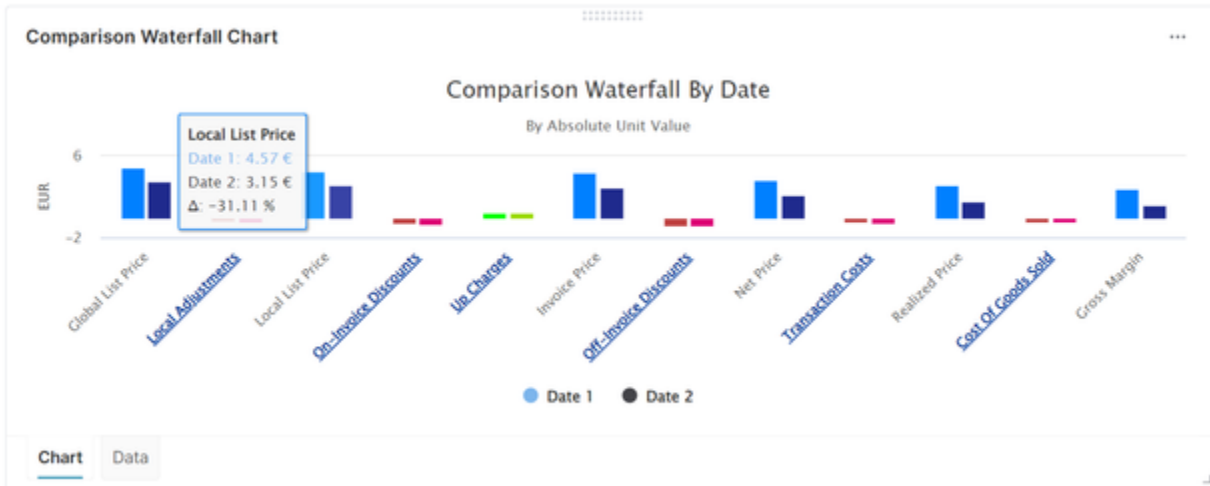 Comparison Waterfall Chart
...
Comparison Waterfall By Date
By Absolute Unit Value
Local List Price
Date 1: 4.57 €
Date 2: 3.15 €
Δ: -31.11 %
6
EUR
-2
Global List Price
Local Adjustments
Local List Price
On-Invoice Discounts
Up Charges
Invoice Price
Off-Invoice Discounts
Net Price
Transaction Costs
Realized Price
Cost Of Goods Sold
Gross Margin
Date 1 Date 2
Chart Data